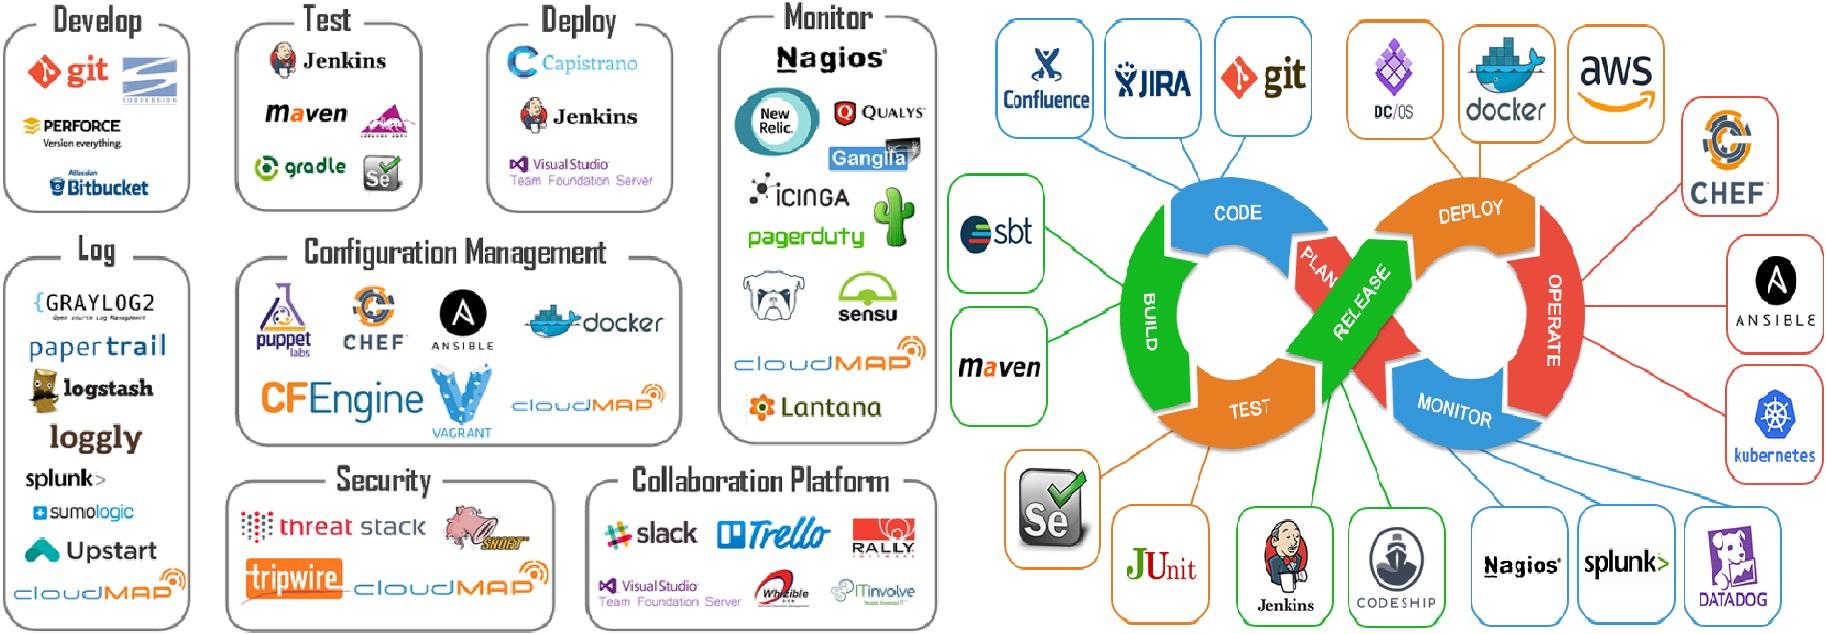 Develop
git
SUBVERSION
PERFORCE
Version everything.
Atlassian
Bitbucket
Test
Jenkins
maven
gradle
Se
Deploy
Capistrano
Jenkins
Visual Studio
Team Foundation Server
Monitor
Nagios®
New
Relic.
QUALYS
Ganglia
iCINGA
pagerduty
sensu
cloudMAP
Lantana
Log
{GRAYLOG2
Open Source Log Management
papertrail
logstash
loggly
splunk>
sumologic
Upstart
cloudMAP
Configuration Management
puppet
labs
CHEF
A
ANSIBLE
docker
CFEngine
V
VAGRANT
cloudMAP
Security
threat stack
SNORT
tripwire
cloudMAP
Collaboration Platform
slack
Trello
RALLY
SOFTWARE
Visual Studio
Team Foundation Server
Whizible
ITinvolve
Confluence
JIRA
git
DC/OS
docker
aws
CHEF
sbt
maven
CODE
PLAN
BUILD
TEST
RELEASE
DEPLOY
OPERATE
MONITOR
A
ANSIBLE
kubernetes
Se
JUnit
Jenkins
CODESHIP
Nagios®
splunk>
DATADOG